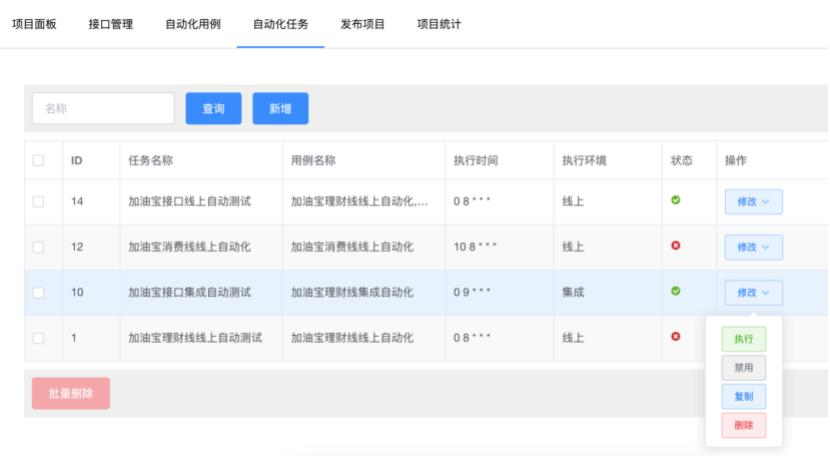 项目面板 接口管理 自动化用例 自动化任务 发布项目 项目统计
名称 查询 新增
ID 任务名称 用例名称 执行时间 执行环境 状态 操作
14 加油宝接口线上自动测试 加油宝理财线线上自动化,... 0 8 * * * 线上 修改
12 加油宝消费线线上自动化 加油宝消费线线上自动化 10 8 * * * 线上 修改
10 加油宝接口集成自动测试 加油宝理财线集成自动化 0 9 * * * 集成 修改
1 加油宝理财线线上自动测试 加油宝理财线线上自动化 0 8 * * * 线上
执行
禁用
复制
删除
批量删除